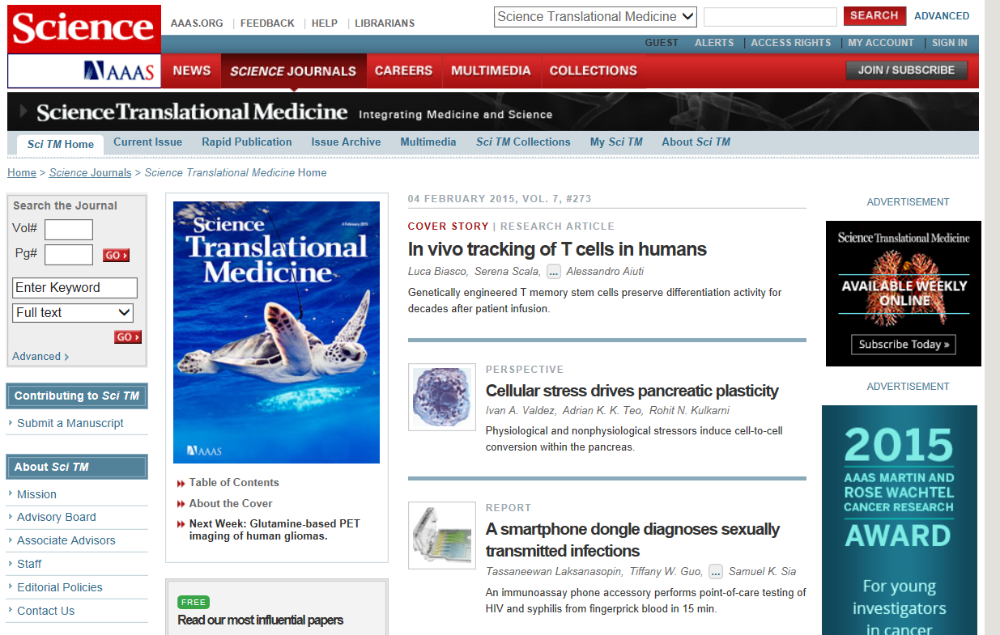 Science
AAAS.ORG | FEEDBACK | HELP | LIBRARIANS
Science Translational Medicine
SEARCH
ADVANCED
GUEST
ALERTS | ACCESS RIGHTS | MY ACCOUNT | SIGN IN
AAAS
NEWS
SCIENCE JOURNALS
CAREERS
MULTIMEDIA
COLLECTIONS
JOIN / SUBSCRIBE
Science Translational Medicine Integrating Medicine and Science
Sci TM Home
Current Issue
Rapid Publication
Issue Archive
Multimedia
Sci TM Collections
My Sci TM
About Sci TM
Home > Science Journals > Science Translational Medicine Home
Search the Journal
Vol#
Pg#
GO
Enter Keyword
Full text
GO
Advanced
Contributing to Sci TM
Submit a Manuscript
About Sci TM
Mission
Advisory Board
Associate Advisors
Staff
Editorial Policies
Contact Us
Science
4 February 2015
Translational
Medicine
AAAS
Table of Contents
About the Cover
Next Week: Glutamine-based PET
imaging of human gliomas.
FREE
Read our most influential papers
04 FEBRUARY 2015, VOL. 7, #273
COVER STORY | RESEARCH ARTICLE
In vivo tracking of T cells in humans
Luca Biasco, Serena Scala, ... Alessandro Aiuti
Genetically engineered T memory stem cells preserve differentiation activity for
decades after patient infusion.
PERSPECTIVE
Cellular stress drives pancreatic plasticity
Ivan A. Valdez, Adrian K. K. Teo, Rohit N. Kulkarni
Physiological and nonphysiological stressors induce cell-to-cell
conversion within the pancreas.
REPORT
A smartphone dongle diagnoses sexually
transmitted infections
Tassaneewan Laksanasopin, Tiffany W. Guo, ... Samuel K. Sia
An immunoassay phone accessory performs point-of-care testing of
HIV and syphilis from fingerprick blood in 15 min.
ADVERTISEMENT
Science Translational Medicine
AVAILABLE WEEKLY
ONLINE
Subscribe Today »
ADVERTISEMENT
2015
AAAS MARTIN AND
ROSE WACHTEL
CANCER RESEARCH
AWARD
For young
investigators
in cancer